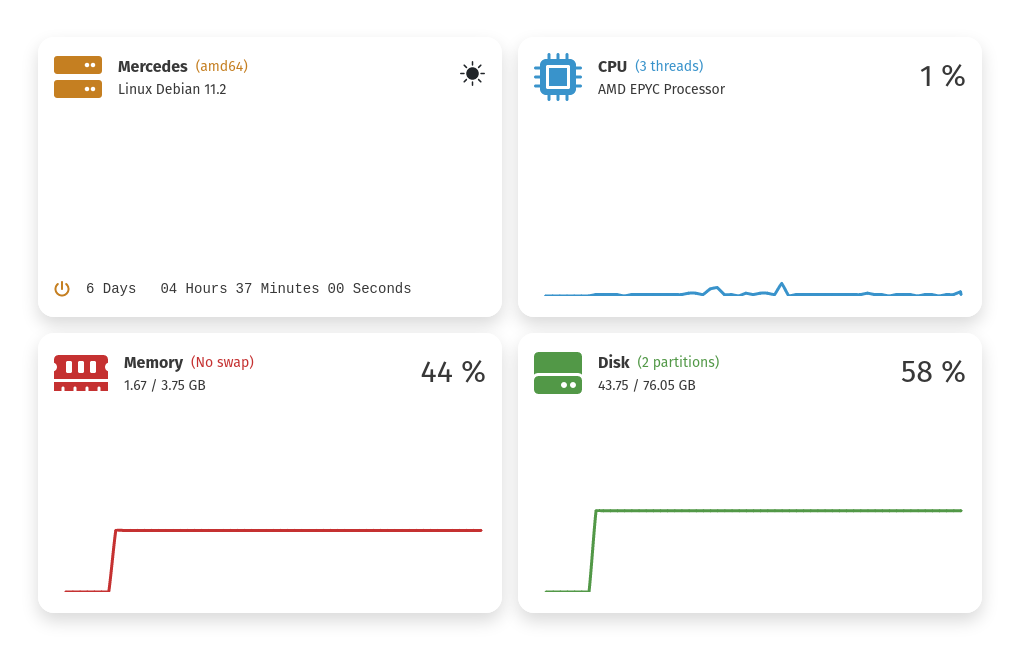 Mercedes (amd64)
Linux Debian 11.2
6 Days 04 Hours 37 Minutes 00 Seconds
CPU (3 threads)
AMD EPYC Processor
1 %
Memory (No swap)
1.67 / 3.75 GB
44 %
Disk (2 partitions)
43.75 / 76.05 GB
58 %